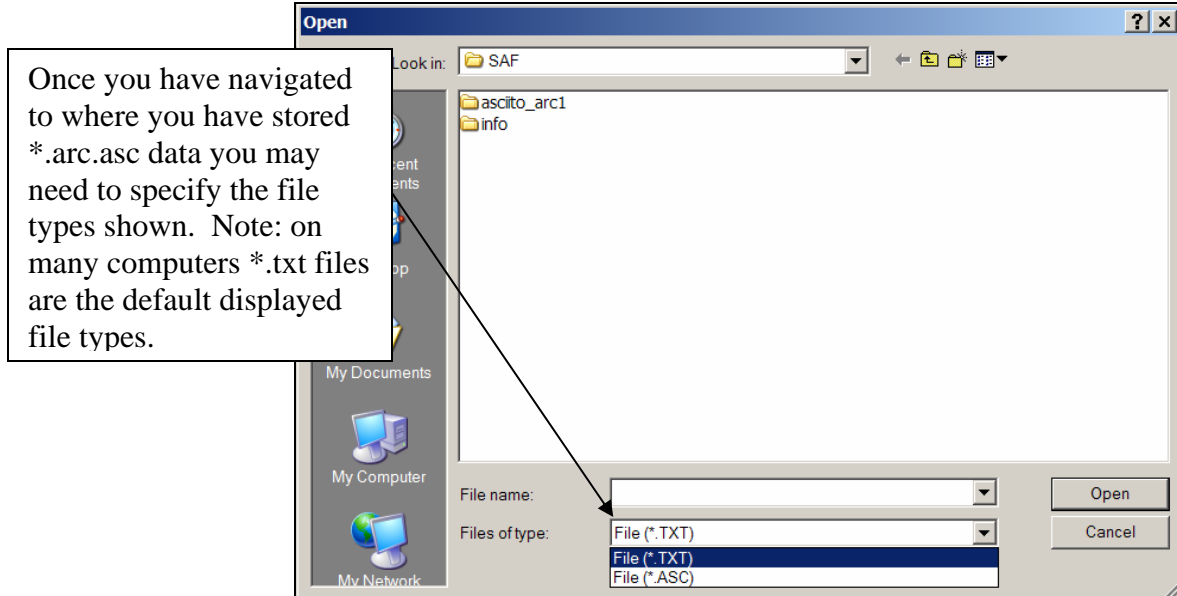 Open
Once you have navigated
to where you have stored
*.arc.asc data you may
need to specify the file
types shown.  Note: on
many computers *.txt files
are the default displayed
file types.
Look in:
SAF
asciito_arc1
info
My Documents
My Computer
My Network
File name:
Open
Files of type:
File (*.TXT)
Cancel
File (*.TXT)
File (*.ASC)